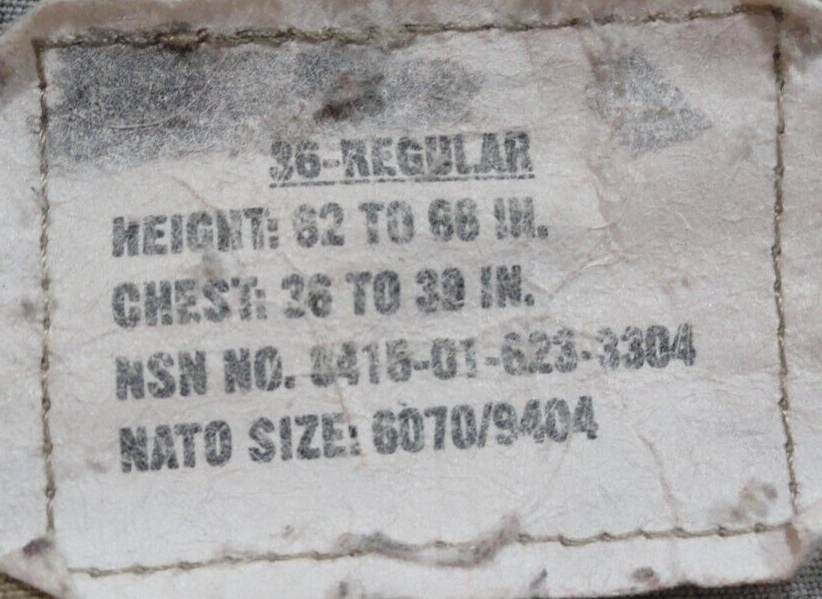 36-REGULAR
HEIGHT: 62 TO 66 IN.
CHEST: 36 TO 39 IN.
NSN NO. 8415-01-623-3304
NATO SIZE: 6070/9404